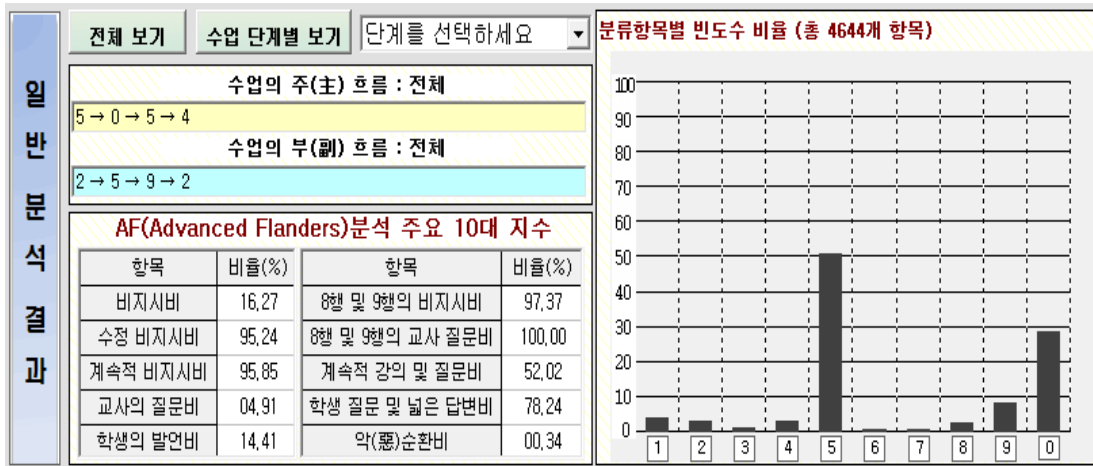 일반 분석 결과
전체 보기 수업 단계별 보기 단계를 선택하세요
수업의 주(主) 흐름 : 전체
5 → 0 → 5 → 4
수업의 부(副) 흐름 : 전체
2 → 5 → 9 → 2
AF(Advanced Flanders)분석 주요 10대 지수
항목 비율(%) 항목 비율(%)
비지시비 16,27 8행 및 9행의 비지시비 97,37
수정 비지시비 95,24 8행 및 9행의 교사 질문비 100,00
계속적 비지시비 95,85 계속적 강의 및 질문비 52,02
교사의 질문비 04,91 학생 질문 및 넓은 답변비 78,24
학생의 발언비 14,41 악(惡)순환비 00,34
분류항목별 빈도수 비율 (총 4644개 항목)
100
90
80
70
60
50
40
30
20
10
0
1 2 3 4 5 6 7 8 9 0